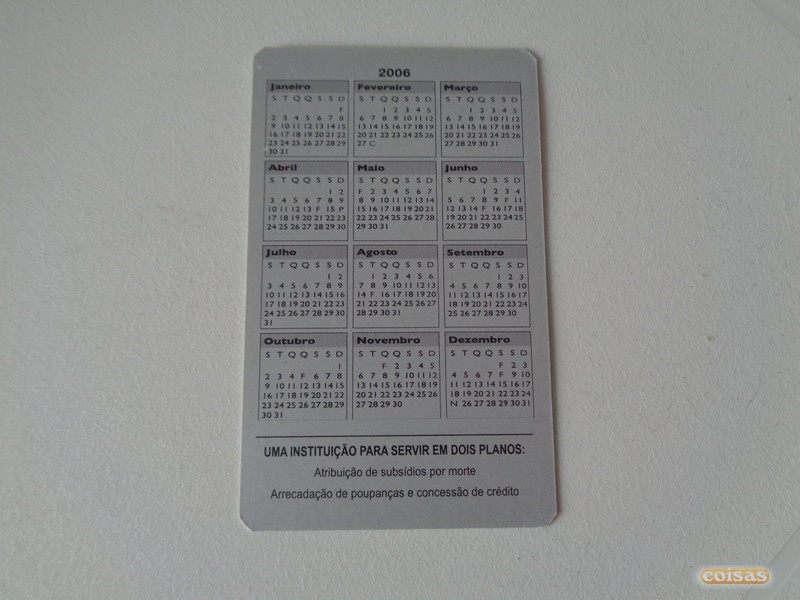 2006
Janeiro
S T Q Q S S D
F
2 3 4 5 6 7 8
9 10 11 12 13 14 15
16 17 18 19 20 21 22
23 24 25 26 27 28 29
30 31
Fevereiro
S T Q Q S S D
1 2 3 4 5
6 7 8 9 10 11 12
13 14 15 16 17 18 19
20 21 22 23 24 25 26
27 C
Março
S T Q Q S S D
1 2 3 4 5
6 7 8 9 10 11 12
13 14 15 16 17 18 19
20 21 22 23 24 25 26
27 28 29 30 31
Abril
S T Q Q S S D
1 2
3 4 5 6 7 8 9
10 11 12 13 F 15 P
17 18 19 20 21 22 23
24 25 26 27 28 29 30
Maio
S T Q Q S S D
F 2 3 4 5 6 7
8 9 10 11 12 13 14
15 16 17 18 19 20 21
22 23 24 25 26 27 28
29 30 31
Junho
S T Q Q S S D
1 2 3 4
5 6 7 8 9 F 11
12 13 14 F 16 17 18
19 20 21 22 23 24 25
26 27 28 29 30
Julho
S T Q Q S S D
1 2
3 4 5 6 7 8 9
10 11 12 13 14 15 16
17 18 19 20 21 22 23
24 25 26 27 28 29 30
31
Agosto
S T Q Q S S D
1 2 3 4 5 6
7 8 9 10 11 12 13
14 F 16 17 18 19 20
21 22 23 24 25 26 27
28 29 30 31
Setembro
S T Q Q S S D
1 2 3
4 5 6 7 8 9 10
11 12 13 14 15 16 17
18 19 20 21 22 23 24
25 26 27 28 29 30
Outubro
S T Q Q S S D
1
2 3 4 F 6 7 8
9 10 11 12 13 14 15
16 17 18 19 20 21 22
23 24 25 26 27 28 29
30 31
Novembro
S T Q Q S S D
F 2 3 4 5
6 7 8 9 10 11 12
13 14 15 16 17 18 19
20 21 22 23 24 25 26
27 28 29 30
Dezembro
S T Q Q S S D
F 2 3
4 5 6 7 F 9 10
11 12 13 14 15 16 17
18 19 20 21 22 23 24
N 26 27 28 29 30 31
UMA INSTITUIÇÃO PARA SERVIR EM DOIS PLANOS:
Atribuição de subsídios por morte
Arrecadação de poupanças e concessão de crédito
coisas